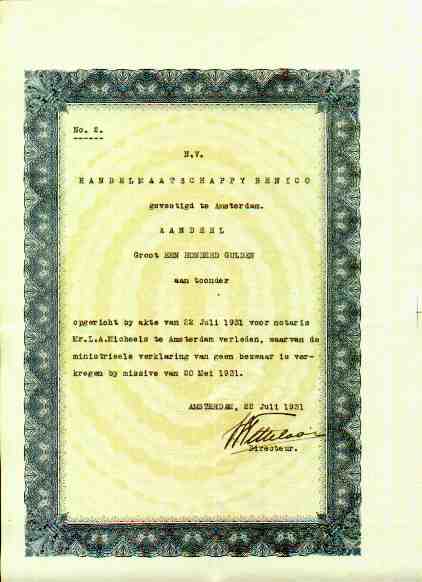 No. 2.
N.V.
HANDELMAATSCHAPPY BENICO
gevestigd te Amsterdam.
AANDEEL
Groot EEN HONDERD GULDEN
aan toonder
opgericht by akte van 22 Juli 1931 voor notaris
Mr.L.A.Micheels te Amsterdam verleden, waarvan de
ministrieele verklaring van geen bezwaar is ver-
kregen by missive van 20 Mei 1931.
AMSTERDAM, 22 Juli 1931
Directeur.